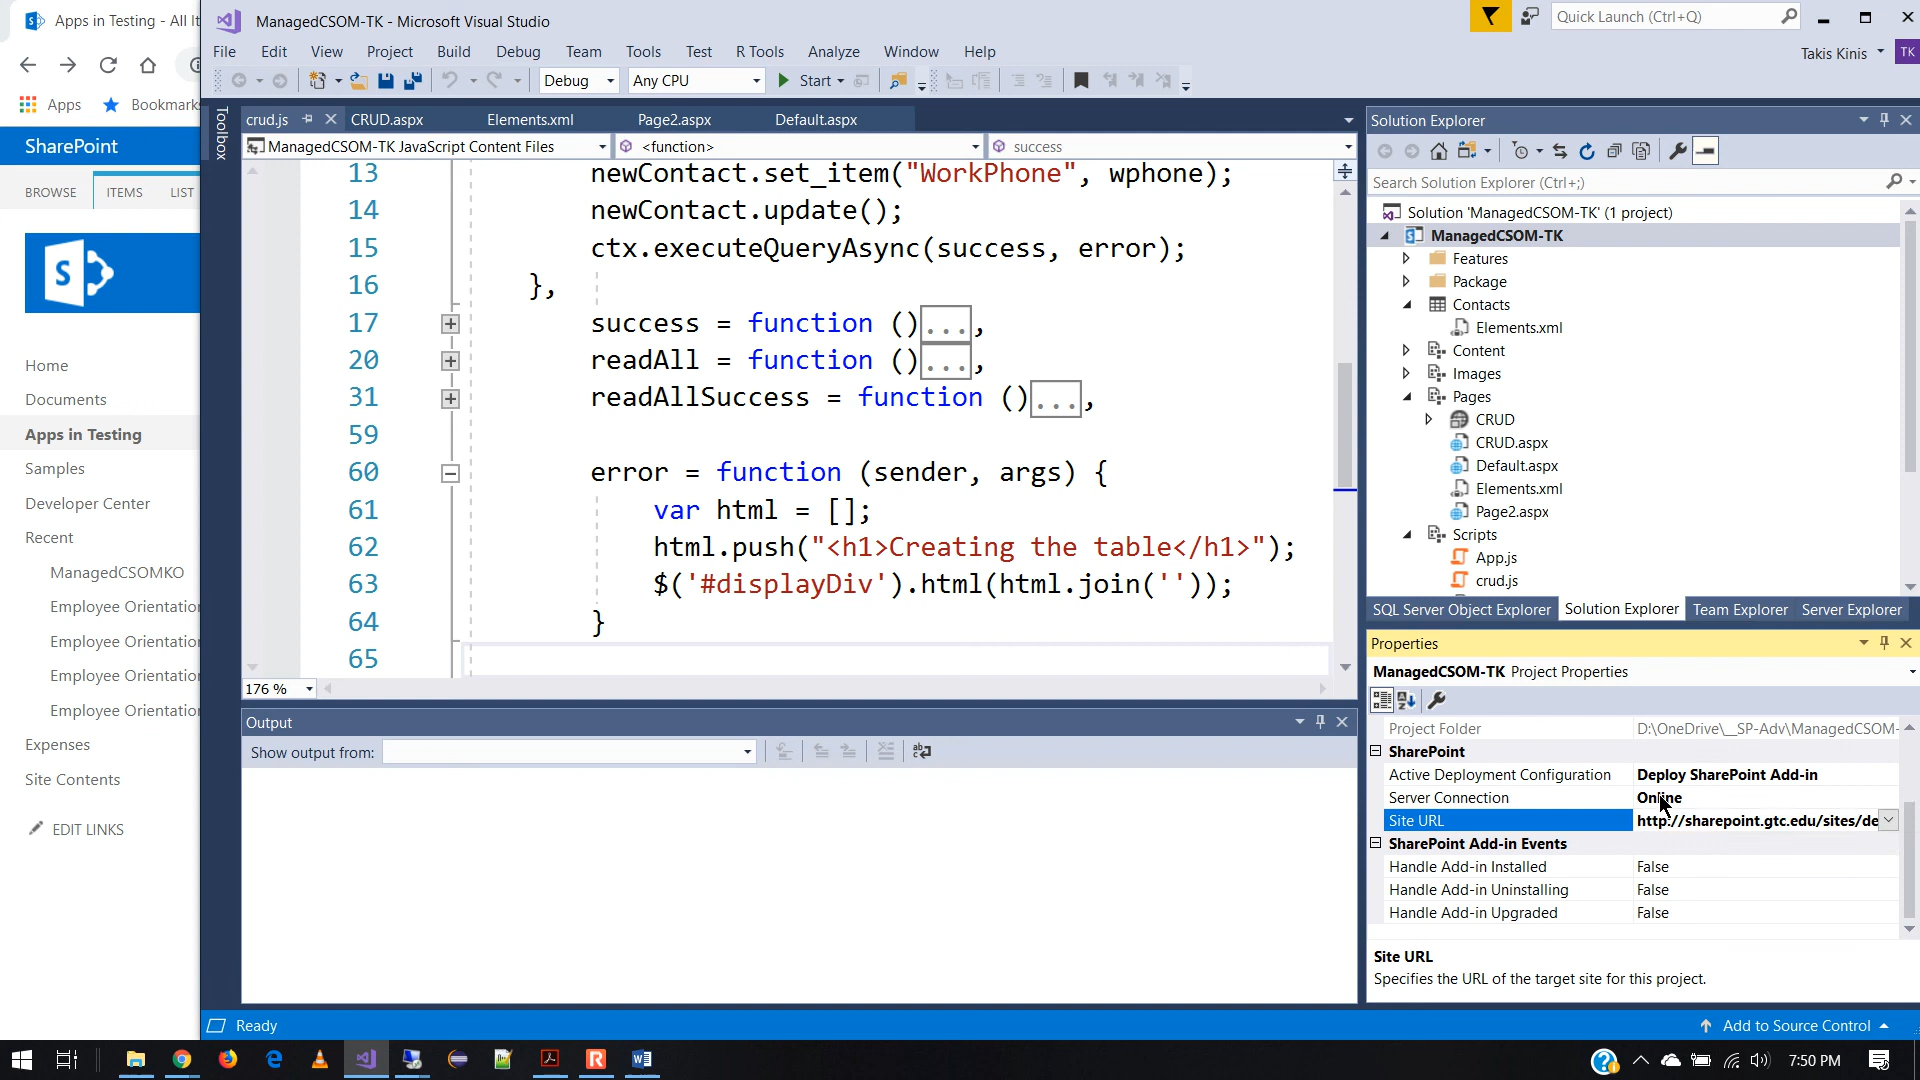 Apps in Testing - All It
Apps
Bookmarks
SharePoint
BROWSE
ITEMS
LIST
Home
Documents
Apps in Testing
Samples
Developer Center
Recent
ManagedCSOMKO
Employee Orientation
Employee Orientation
Employee Orientation
Employee Orientation
Expenses
Site Contents
EDIT LINKS
ManagedCSOM-TK - Microsoft Visual Studio
Quick Launch (Ctrl+Q)
File Edit View Project Build Debug Team Tools Test R Tools Analyze Window Help
Takis Kinis
TK
Debug
Any CPU
Start
Toolbox
crud.js
CRUD.aspx
Elements.xml
Page2.aspx
Default.aspx
ManagedCSOM-TK JavaScript Content Files
<function>
success
13 newContact.set_item("WorkPhone", wphone);
14 newContact.update();
15 ctx.executeQueryAsync(success, error);
16 },
17 success = function ()...,
20 readAll = function ()...,
31 readAllSuccess = function ()...,
59
60 error = function (sender, args) {
61 var html = [];
62 html.push("<h1>Creating the table</h1>");
63 $('#displayDiv').html(html.join(''));
64 }
65
176 %
Output
Show output from:
Solution Explorer
Search Solution Explorer (Ctrl+;)
Solution 'ManagedCSOM-TK' (1 project)
ManagedCSOM-TK
Features
Package
Contacts
Elements.xml
Content
Images
Pages
CRUD
CRUD.aspx
Default.aspx
Elements.xml
Page2.aspx
Scripts
App.js
crud.js
SQL Server Object Explorer
Solution Explorer
Team Explorer
Server Explorer
Properties
ManagedCSOM-TK Project Properties
Project Folder D:\OneDrive\__SP-Adv\ManagedCSOM-
SharePoint
Active Deployment Configuration Deploy SharePoint Add-in
Server Connection Online
Site URL http://sharepoint.gtc.edu/sites/de
SharePoint Add-in Events
Handle Add-in Installed False
Handle Add-in Uninstalling False
Handle Add-in Upgraded False
Site URL
Specifies the URL of the target site for this project.
Ready
Add to Source Control
7:50 PM